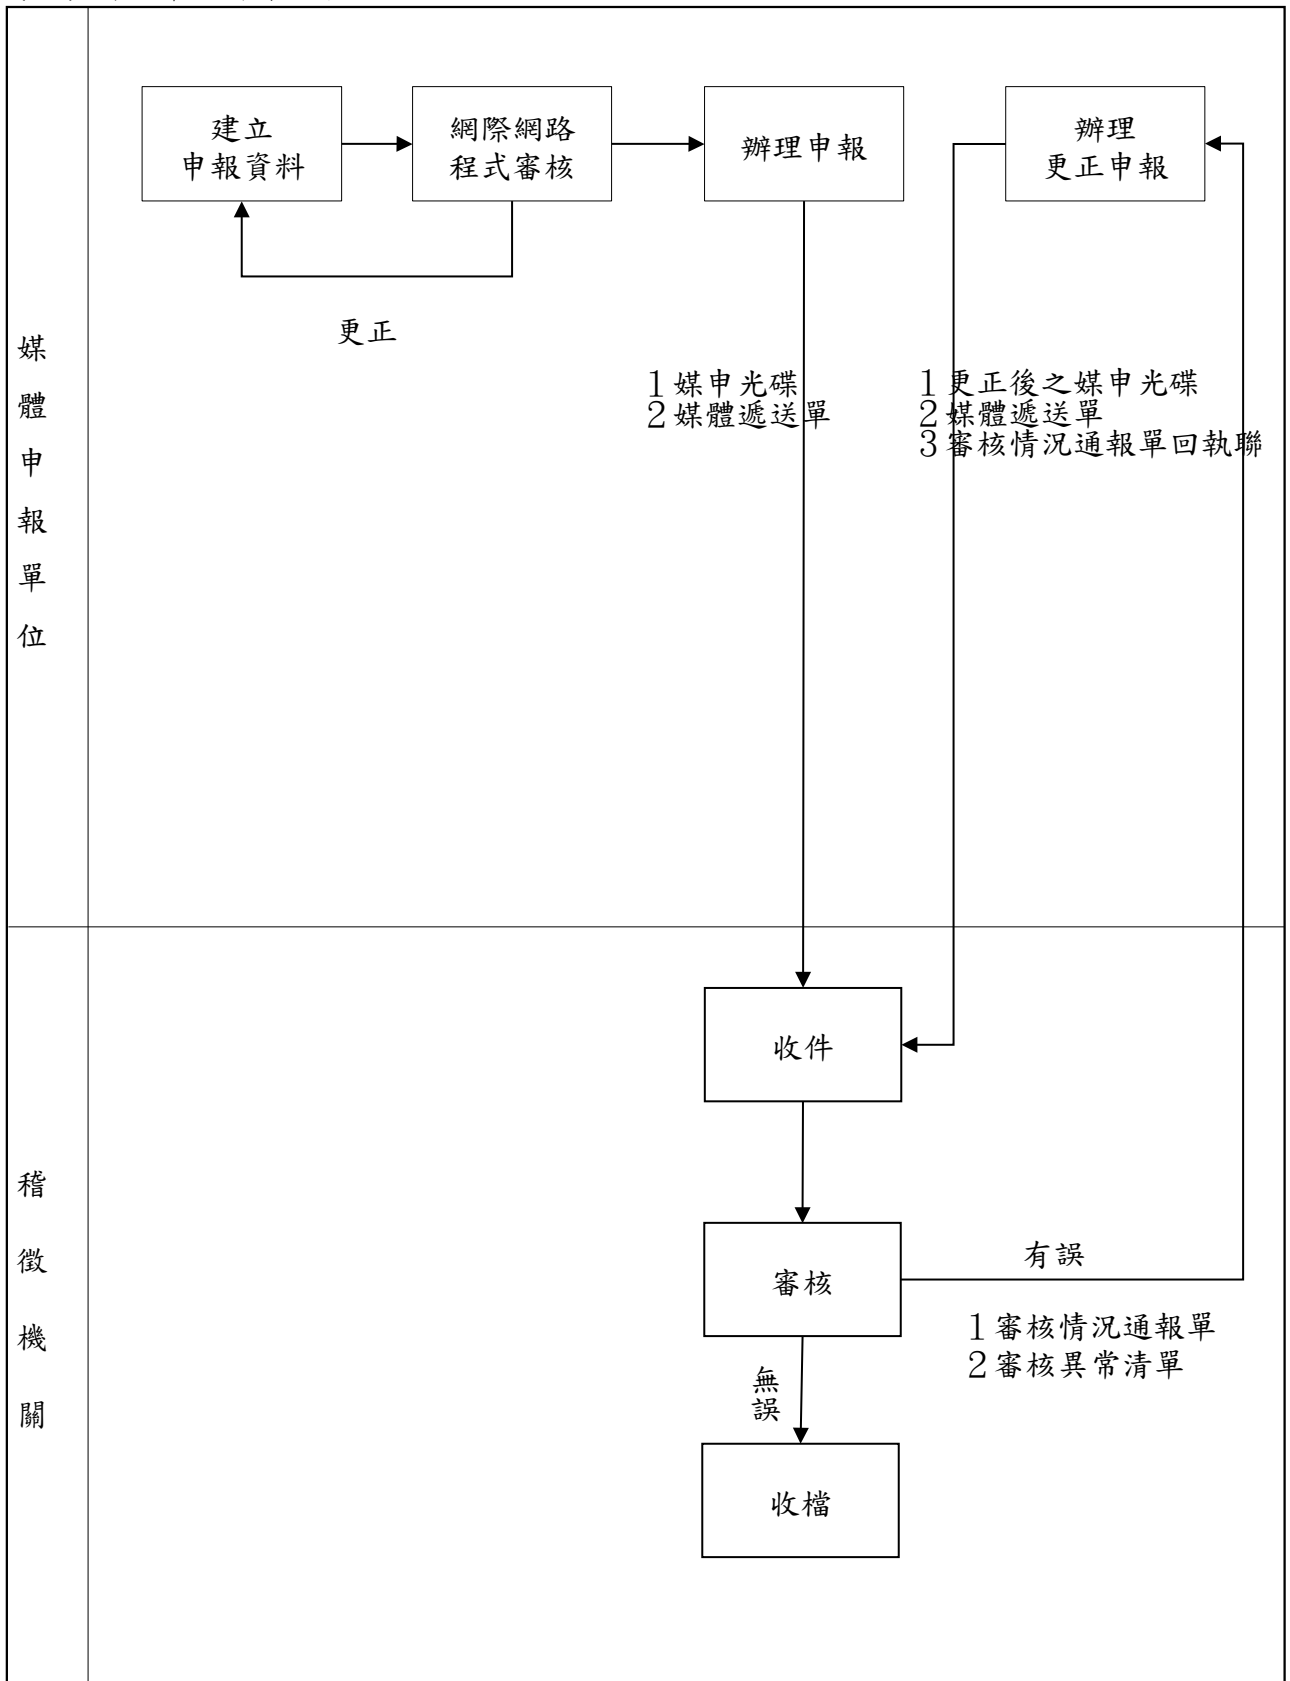 建立
申報資料
網際網路
程式審核
辦理申報
辦理
更正申報
更正
媒體申報單位
1 媒申光碟
2 媒體遞送單
1 更正後之媒申光碟
2 媒體遞送單
3 審核情況通報單回執聯
收件
稽徵機關
審核
有誤
1 審核情況通報單
2 審核異常清單
無誤
收檔